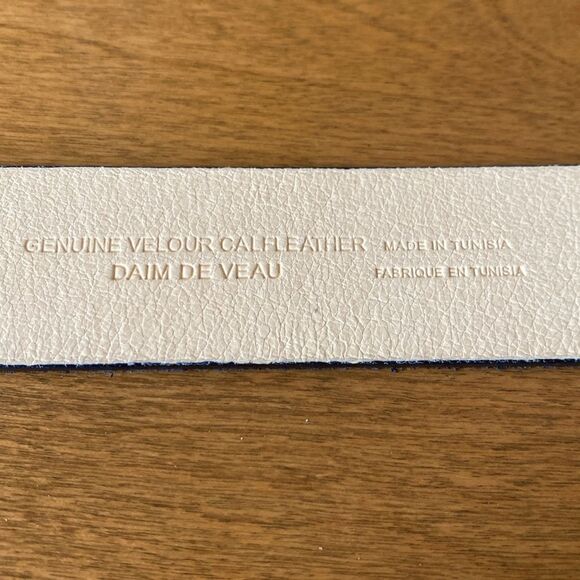 GENUINE VELOUR CALFLEATHER MADE IN TUNISIA
DAIM DE VEAU FABRIQUE EN TUNISIA